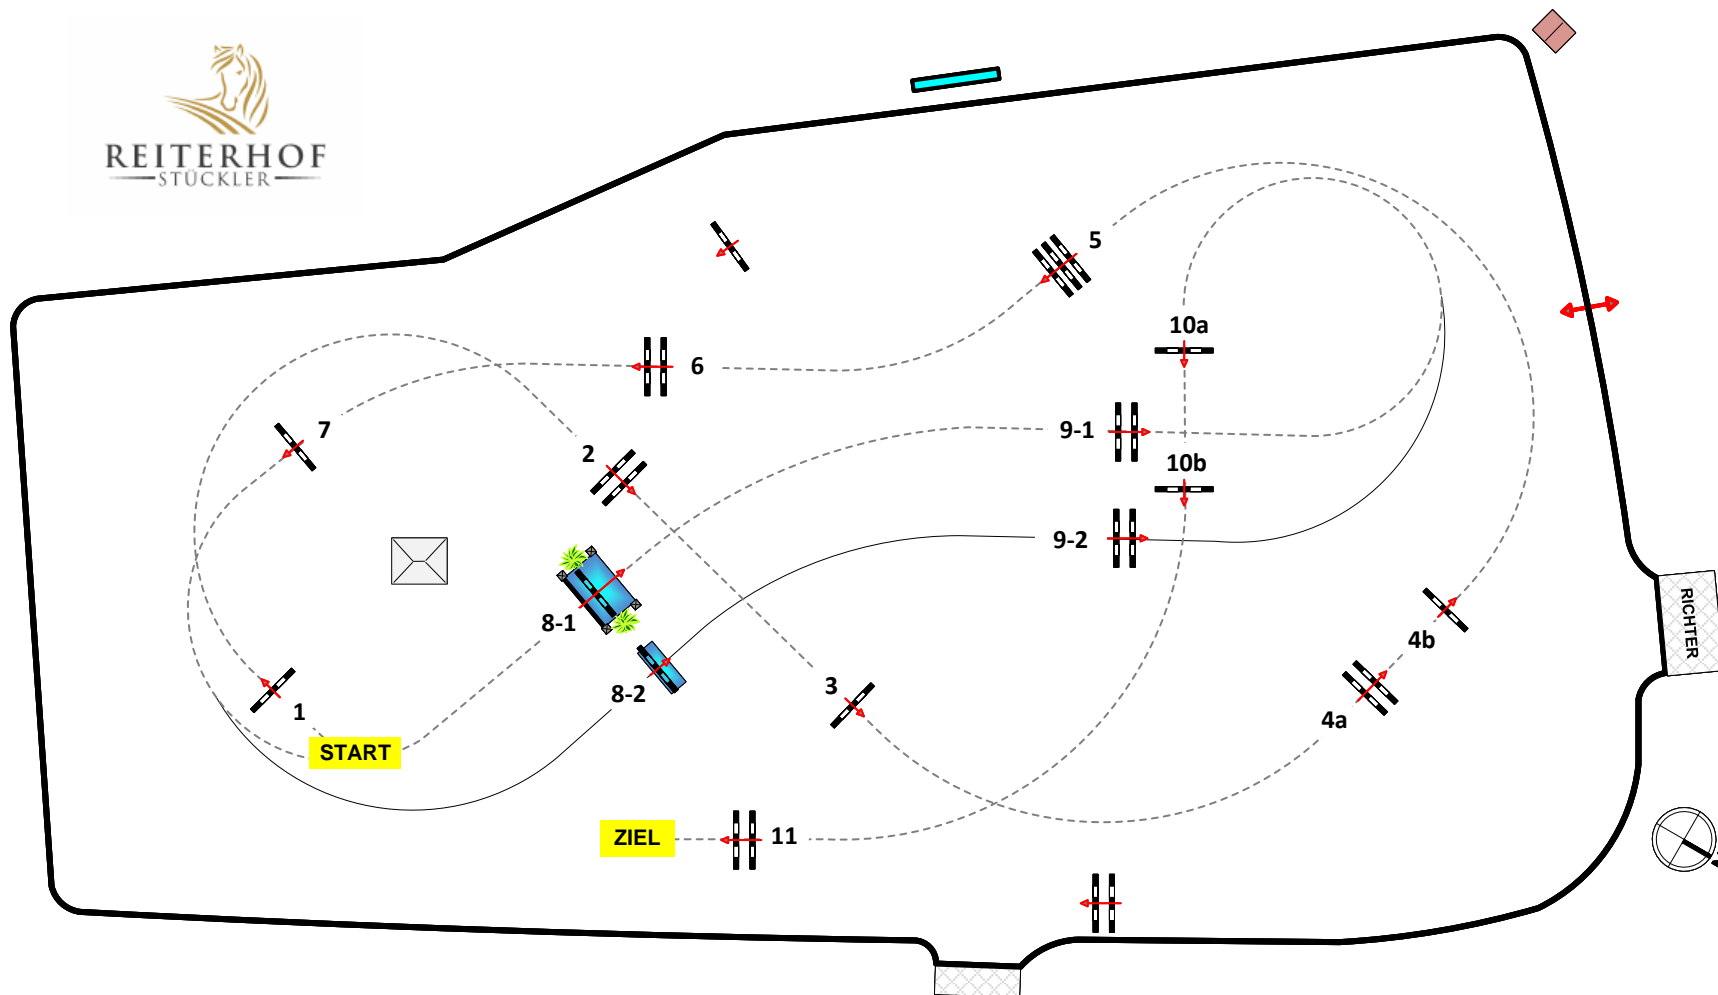 REITERHOF
STÜCKLER
5
10a
6
7
9-1
2
10b
9-2
RICHTER
8-1
4b
3
8-2
1
4a
START
ZIEL
11